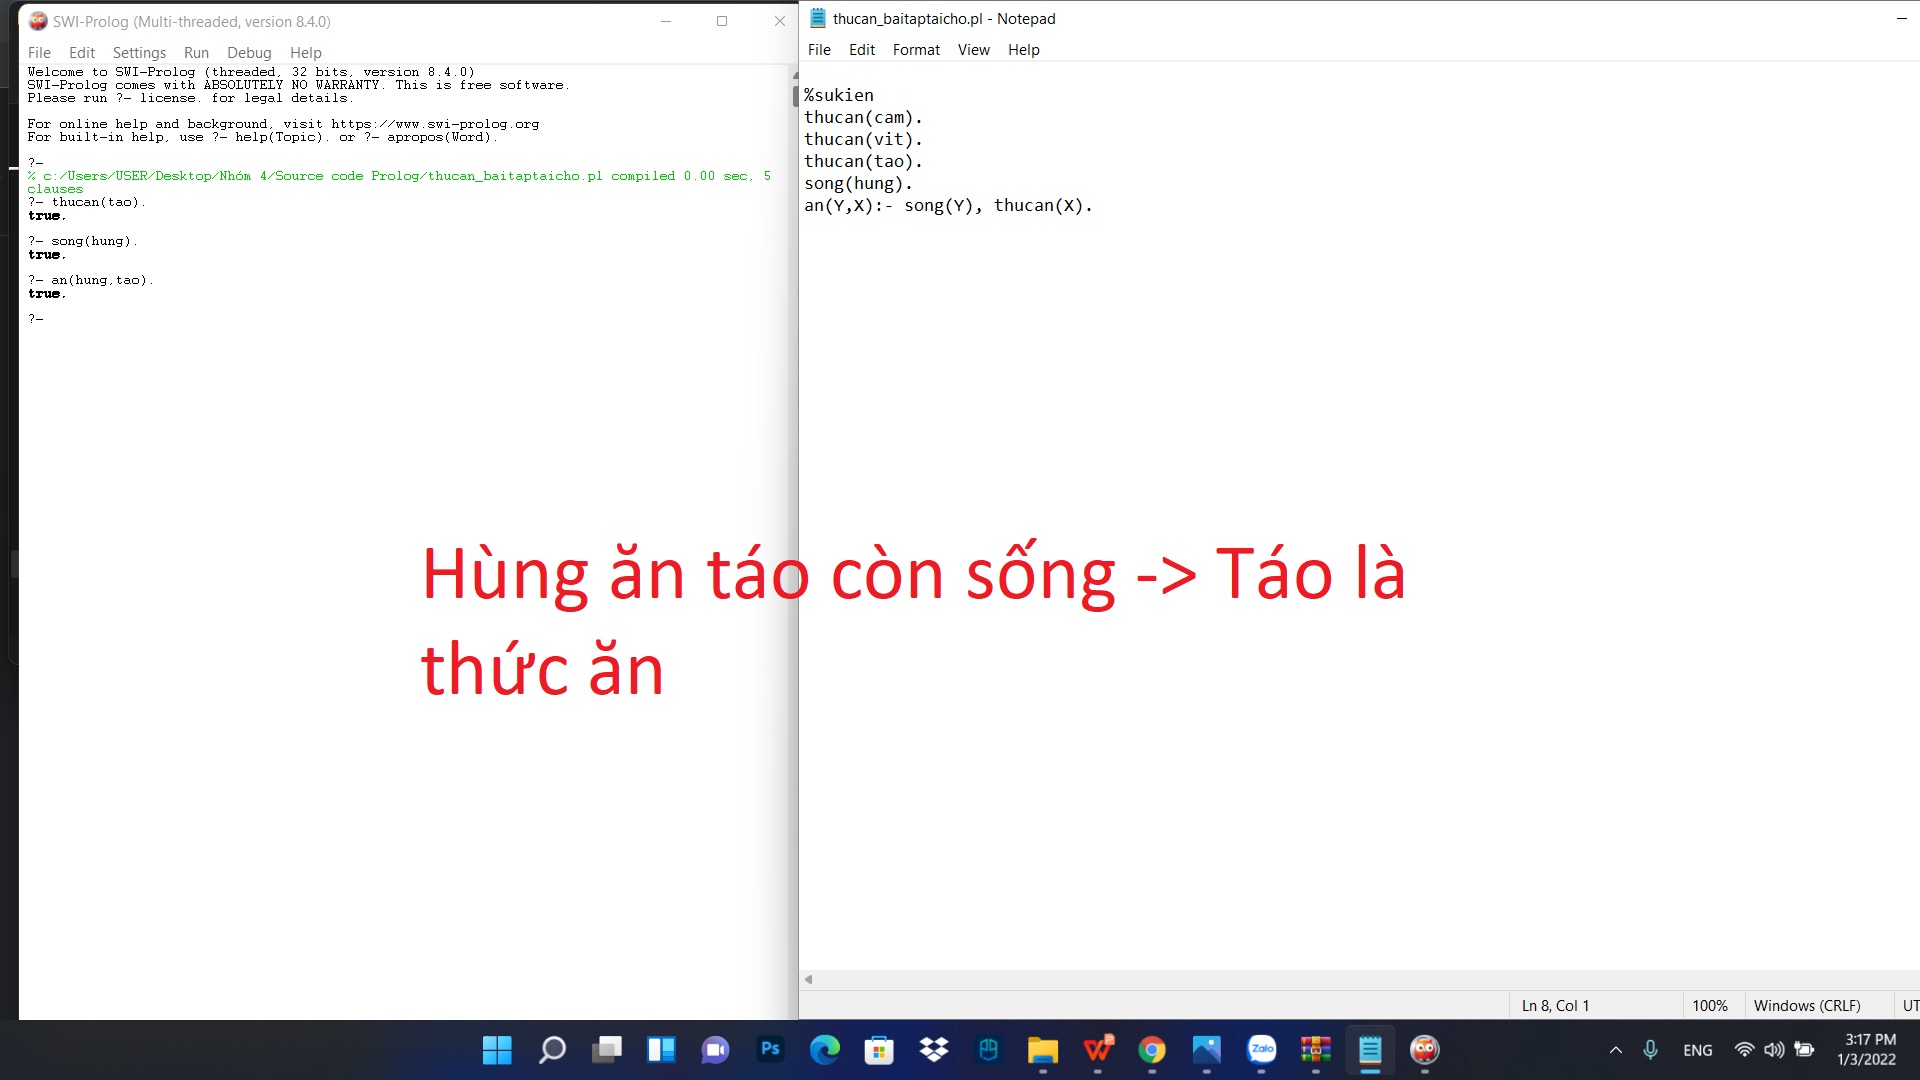 SWI-Prolog (Multi-threaded, version 8.4.0)
File Edit Settings Run Debug Help
Welcome to SWI-Prolog (threaded, 32 bits, version 8.4.0)
SWI-Prolog comes with ABSOLUTELY NO WARRANTY. This is free software.
Please run ?- license. for legal details.
For online help and background, visit https://www.swi-prolog.org
For built-in help, use ?- help(Topic). or ?- apropos(Word).
?-
% c:/Users/USER/Desktop/Nhóm 4/Source code Prolog/thucan_baitaptaicho.pl compiled 0.00 sec, 5
clauses
?- thucan(tao).
true.
?- song(hung).
true.
?- an(hung,tao).
true.
?-
thucan_baitaptaicho.pl - Notepad
File Edit Format View Help
%sukien
thucan(cam).
thucan(vit).
thucan(tao).
song(hung).
an(Y,X):- song(Y), thucan(X).
Hùng ăn táo còn sống -> Táo là
thức ăn
Ln 8, Col 1 100% Windows (CRLF) UT
Ps
Zalo
ENG
3:17 PM
1/3/2022